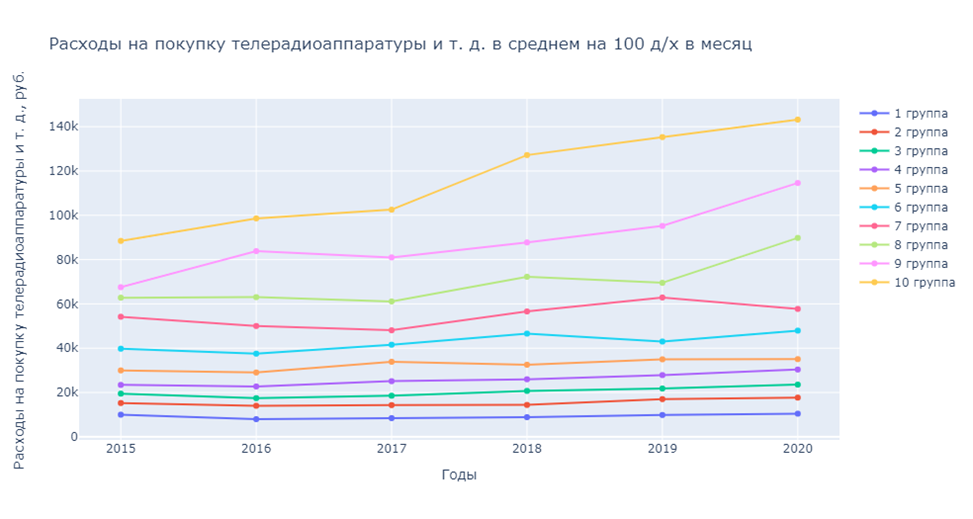 Расходы на покупку телерадиоаппаратуры и т. д. в среднем на 100 д/х в месяц
Расходы на покупку телерадиоаппаратуры и т. д., руб.
140k
120k
100k
80k
60k
40k
20k
0
2015 2016 2017 2018 2019 2020
Годы
1 группа
2 группа
3 группа
4 группа
5 группа
6 группа
7 группа
8 группа
9 группа
10 группа